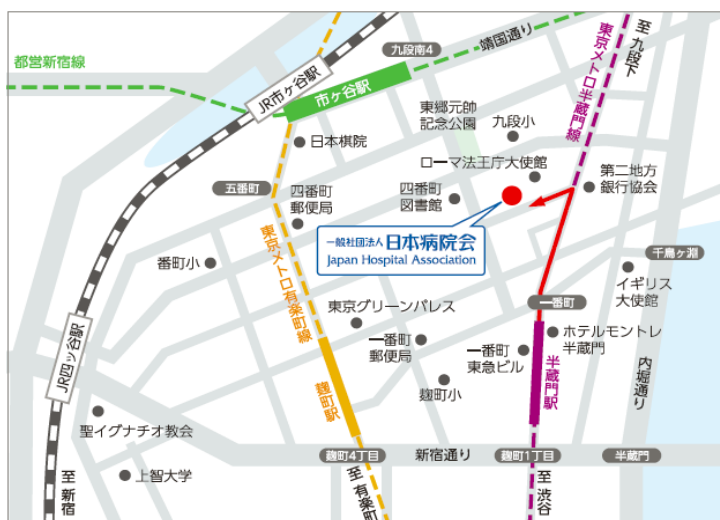 都営新宿線
JR市ヶ谷駅
市ヶ谷駅
九段南4
靖国通り
至 九段下
東京メトロ半蔵門線
日本棋院
東郷元帥
記念公園
九段小
ローマ法王庁大使館
第二地方
銀行協会
五番町
四番町
郵便局
四番町
図書館
一般社団法人 日本病院会
Japan Hospital Association
番町小
東京メトロ有楽町線
千鳥ヶ淵
イギリス
大使館
一番町
東京グリーンパレス
一番町
郵便局
一番町
東急ビル
ホテルモントレ
半蔵門
半蔵門駅
内堀通り
JR四ッ谷駅
麹町駅
麹町小
聖イグナチオ教会
上智大学
麹町4丁目
新宿通り
麹町1丁目
半蔵門
至 新宿
至 有楽町
至 渋谷